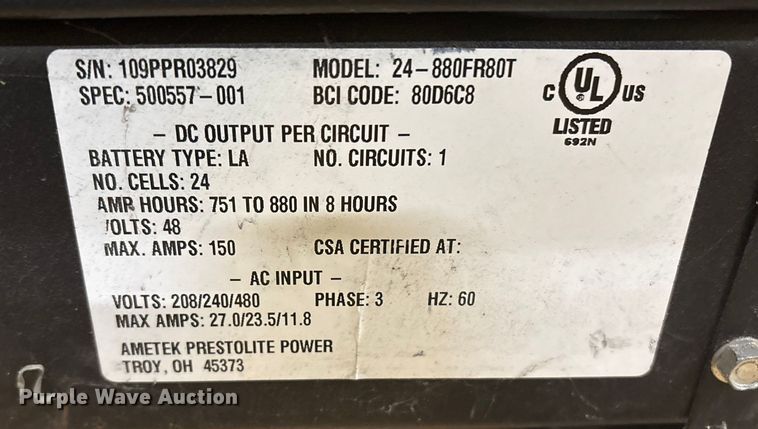 S/N: 109PPR03829 MODEL: 24-880FR80T
SPEC: 500557-001 BCI CODE: 80D6C8
C UL US
LISTED
692N
- DC OUTPUT PER CIRCUIT -
BATTERY TYPE: LA NO. CIRCUITS: 1
NO. CELLS: 24
AMP HOURS: 751 TO 880 IN 8 HOURS
VOLTS: 48
MAX. AMPS: 150 CSA CERTIFIED AT:
- AC INPUT -
VOLTS: 208/240/480 PHASE: 3 HZ: 60
MAX AMPS: 27.0/23.5/11.8
AMETEK PRESTOLITE POWER
TROY, OH 45373
Purple Wave Auction